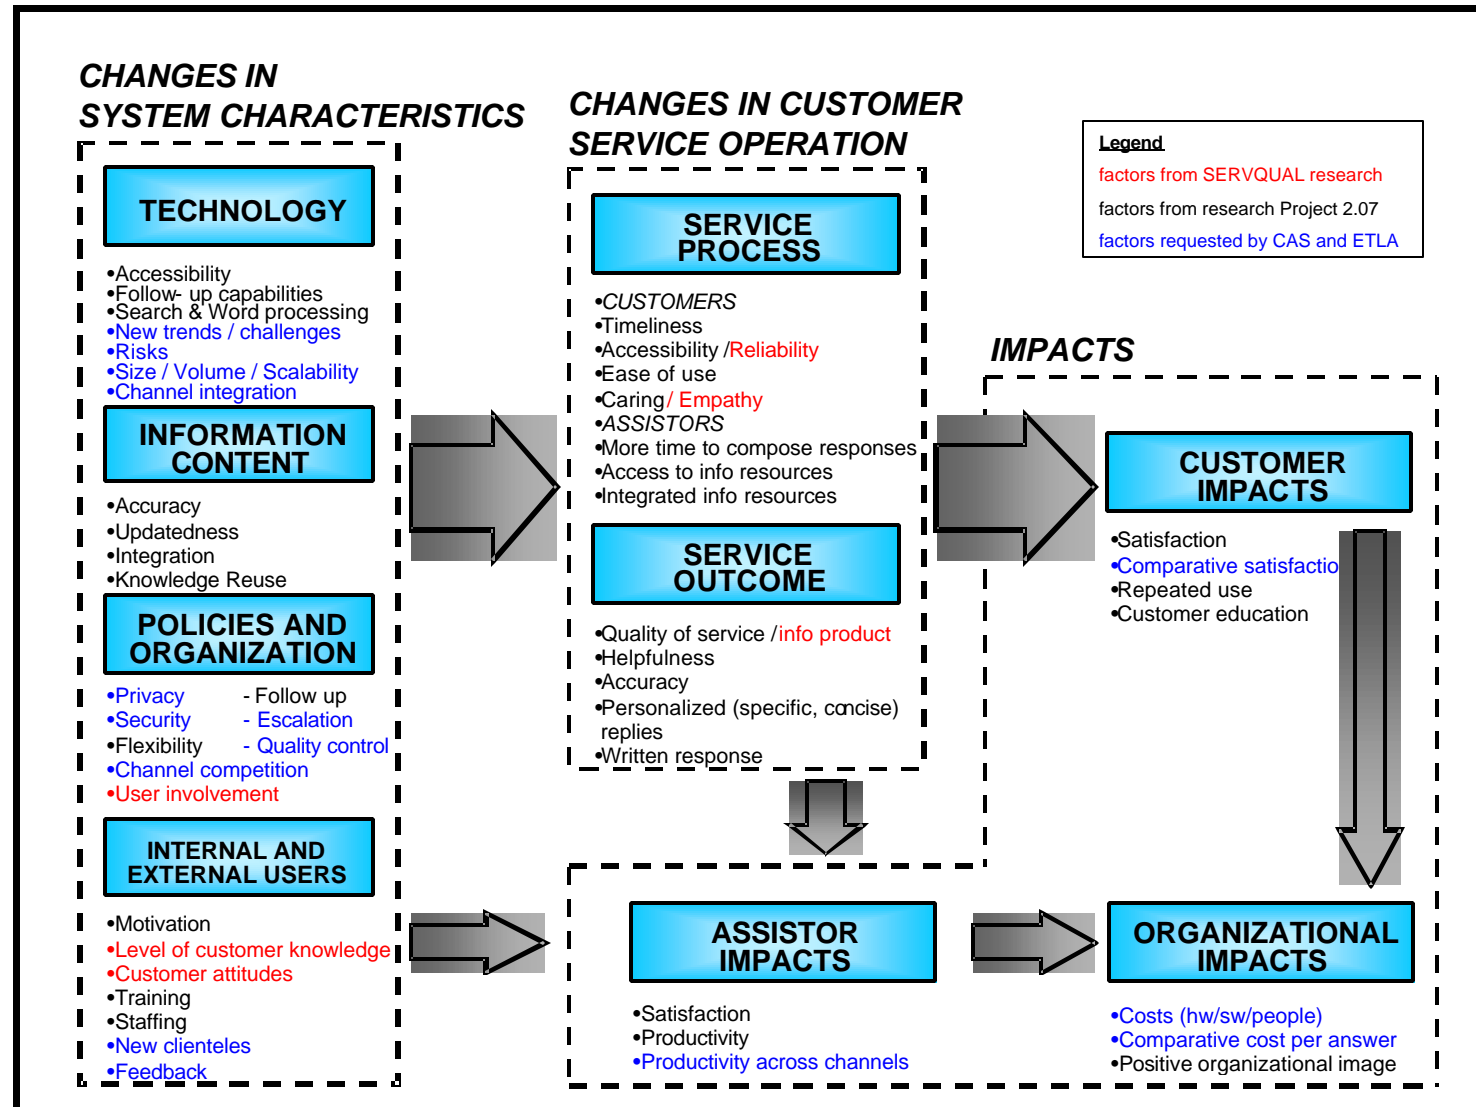 CHANGES IN
SYSTEM CHARACTERISTICS
TECHNOLOGY
•Accessibility
•Follow- up capabilities
•Search & Word processing
•New trends / challenges
•Risks
•Size / Volume / Scalability
•Channel integration
INFORMATION
CONTENT
•Accuracy
•Updatedness
•Integration
•Knowledge Reuse
POLICIES AND
ORGANIZATION
•Privacy - Follow up
•Security - Escalation
•Flexibility - Quality control
•Channel competition
•User involvement
INTERNAL AND
EXTERNAL USERS
•Motivation
•Level of customer knowledge
•Customer attitudes
•Training
•Staffing
•New clienteles
•Feedback
CHANGES IN CUSTOMER
SERVICE OPERATION
SERVICE
PROCESS
•CUSTOMERS
•Timeliness
•Accessibility /Reliability
•Ease of use
•Caring / Empathy
•ASSISTORS
•More time to compose responses
•Access to info resources
•Integrated info resources
SERVICE
OUTCOME
•Quality of service /info product
•Helpfulness
•Accuracy
•Personalized (specific, concise)
replies
•Written response
Legend
factors from SERVQUAL research
factors from research Project 2.07
factors requested by CAS and ETLA
IMPACTS
CUSTOMER
IMPACTS
•Satisfaction
•Comparative satisfactio
•Repeated use
•Customer education
ASSISTOR
IMPACTS
•Satisfaction
•Productivity
•Productivity across channels
ORGANIZATIONAL
IMPACTS
•Costs (hw/sw/people)
•Comparative cost per answer
•Positive organizational image